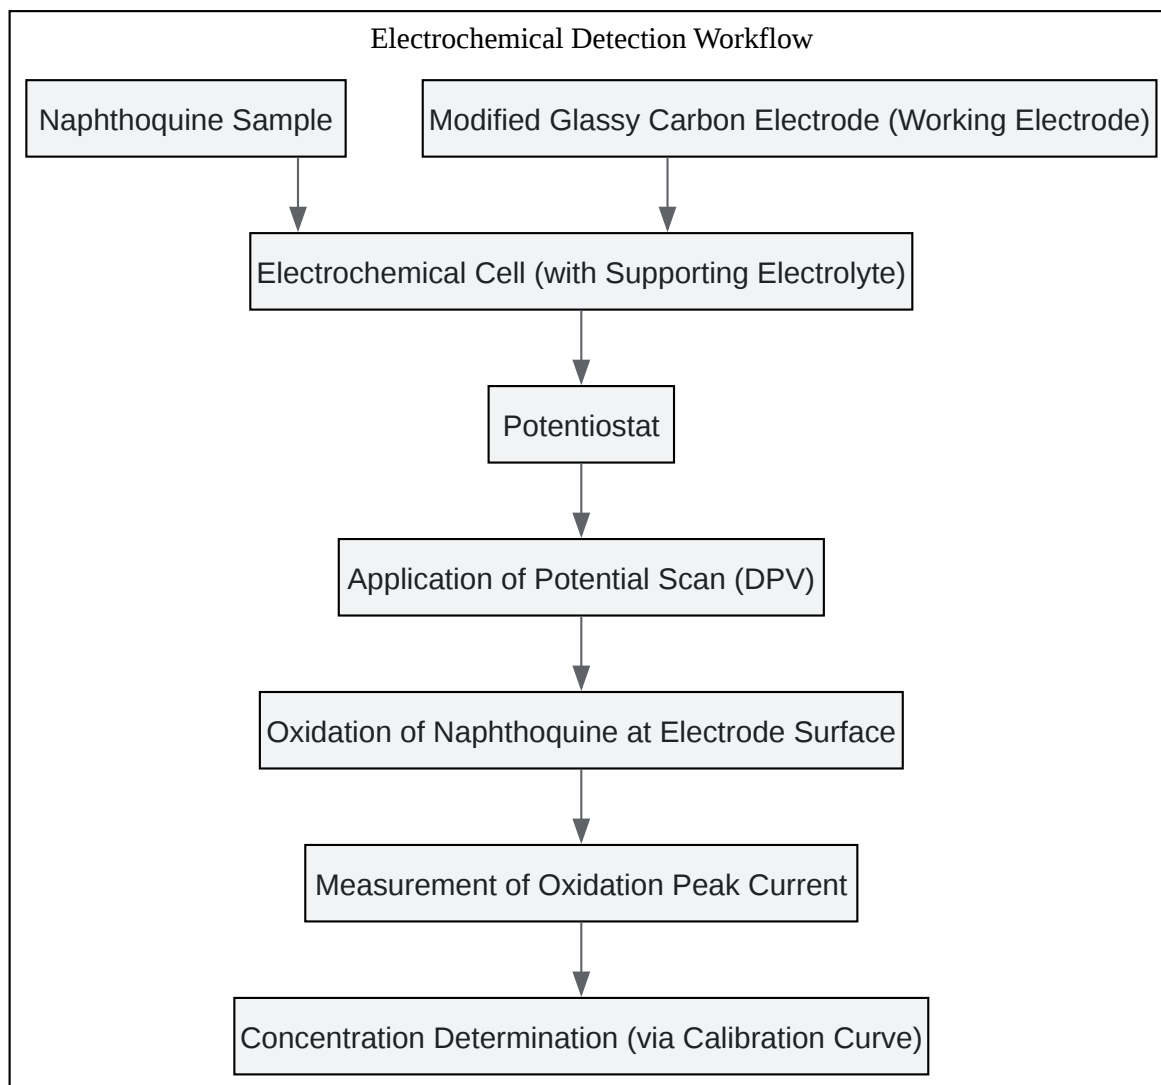 Electrochemical Detection Workflow
Naphthoquine Sample
Modified Glassy Carbon Electrode (Working Electrode)
Electrochemical Cell (with Supporting Electrolyte)
Potentiostat
Application of Potential Scan (DPV)
Oxidation of Naphthoquine at Electrode Surface
Measurement of Oxidation Peak Current
Concentration Determination (via Calibration Curve)